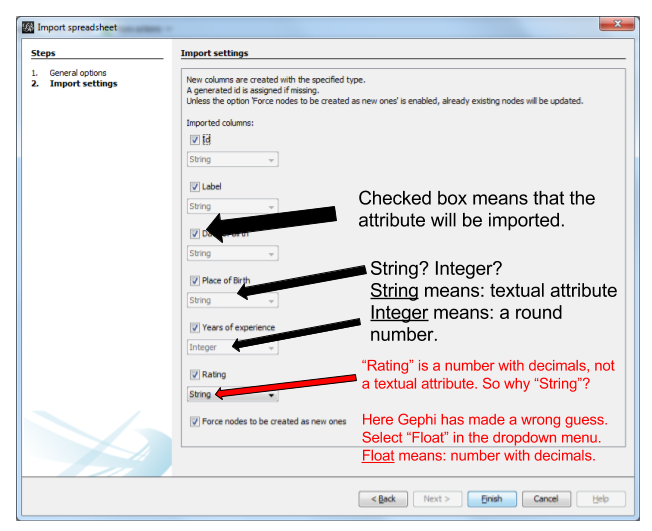 Import spreadsheet
Steps
1. General options
2. Import settings
Import settings
New columns are created with the specified type.
A generated id is assigned if missing.
Unless the option 'Force nodes to be created as new ones' is enabled, already existing nodes will be updated.
Imported columns:
Id
String
Label
String
Checked box means that the
attribute will be imported.
String
Place of Birth
String
String? Integer?
String means: textual attribute
Integer means: a round
number.
Years of experience
Integer
Rating
String
“Rating” is a number with decimals, not
a textual attribute. So why “String”?
Force nodes to be created as new ones
Here Gephi has made a wrong guess.
Select “Float” in the dropdown menu.
Float means: number with decimals.
< Back
Next >
Finish
Cancel
Help